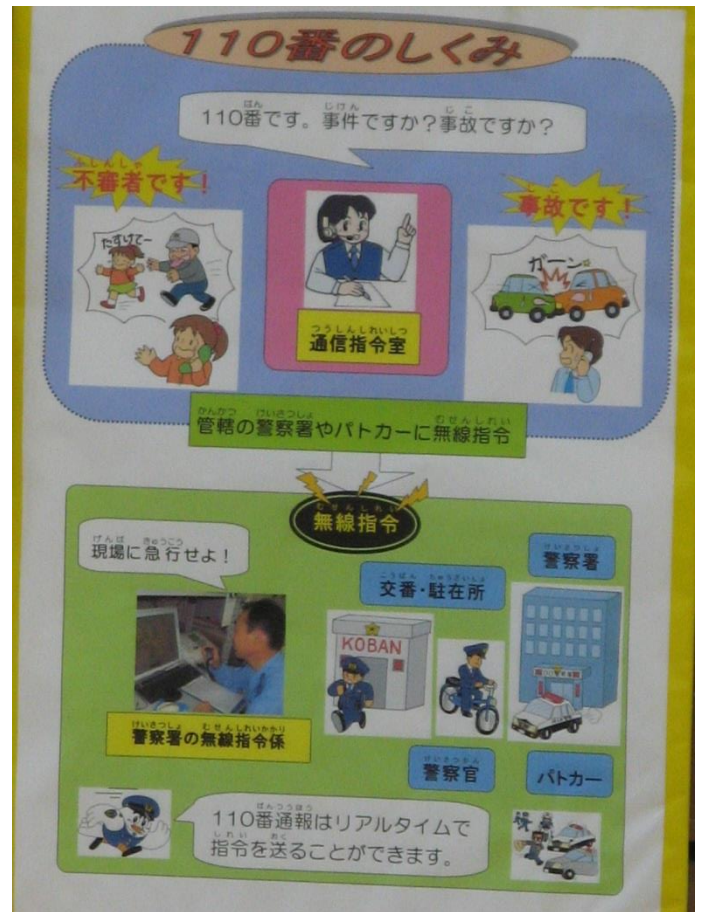 110番のしくみ
110番です。事件ですか?事故ですか?
不審者です!
事故です!
たすけてー
ガーン
通信指令室
管轄の警察署やパトカーに無線指令
無線指令
現場に急行せよ!
警察署
交番・駐在所
KOBAN
警察署の無線指令係
警察官
パトカー
110番通報はリアルタイムで
指令を送ることができます。